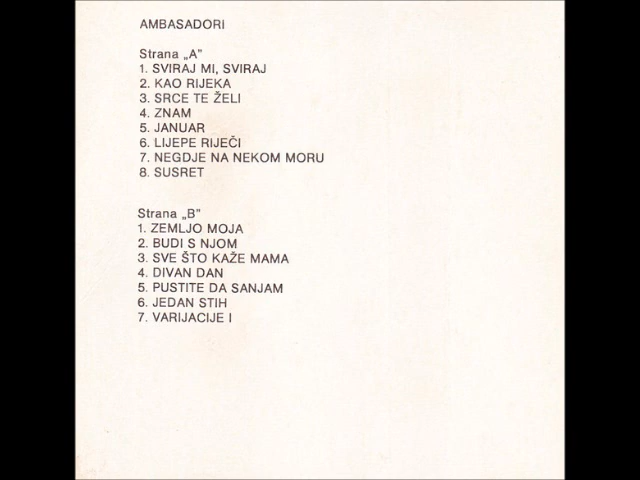 AMBASADORI
Strana „A”
1. SVIRAJ MI, SVIRAJ
2. KAO RIJEKA
3. SRCE TE ŽELI
4. ZNAM
5. JANUAR
6. LIJEPE RIJEČI
7. NEGDJE NA NEKOM MORU
8. SUSRET
Strana „B”
1. ZEMLJO MOJA
2. BUDI S NJOM
3. SVE ŠTO KAŽE MAMA
4. DIVAN DAN
5. PUSTITE DA SANJAM
6. JEDAN STIH
7. VARIJACIJE I